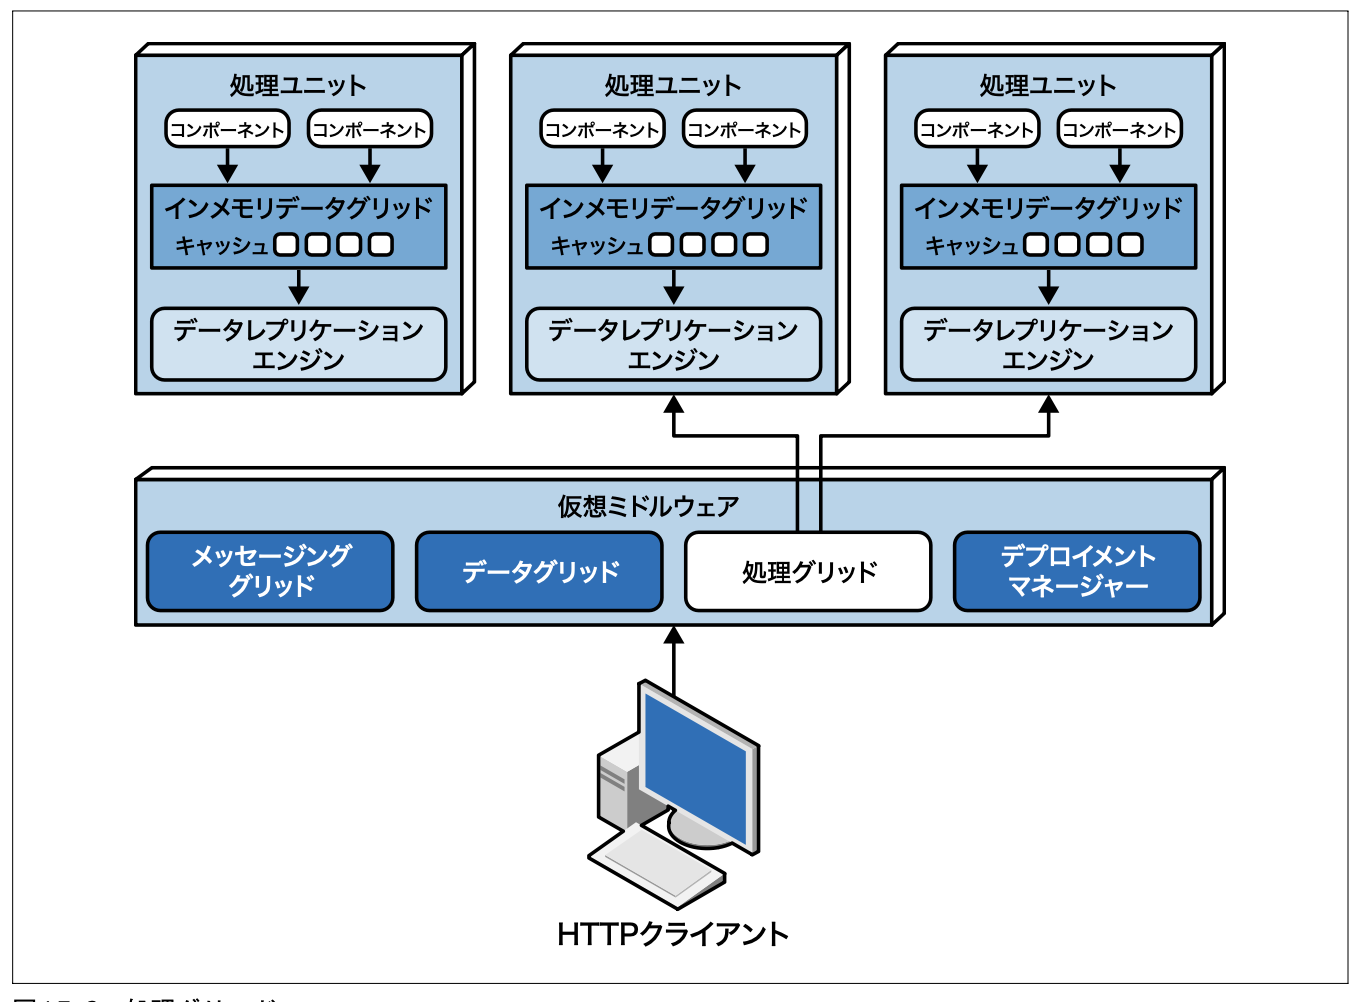 処理ユニット
コンポーネント コンポーネント
インメモリデータグリッド
キャッシュ
データレプリケーション
エンジン
処理ユニット
コンポーネント コンポーネント
インメモリデータグリッド
キャッシュ
データレプリケーション
エンジン
処理ユニット
コンポーネント コンポーネント
インメモリデータグリッド
キャッシュ
データレプリケーション
エンジン
仮想ミドルウェア
メッセージング
グリッド
データグリッド
処理グリッド
デプロイメント
マネージャー
HTTPクライアント